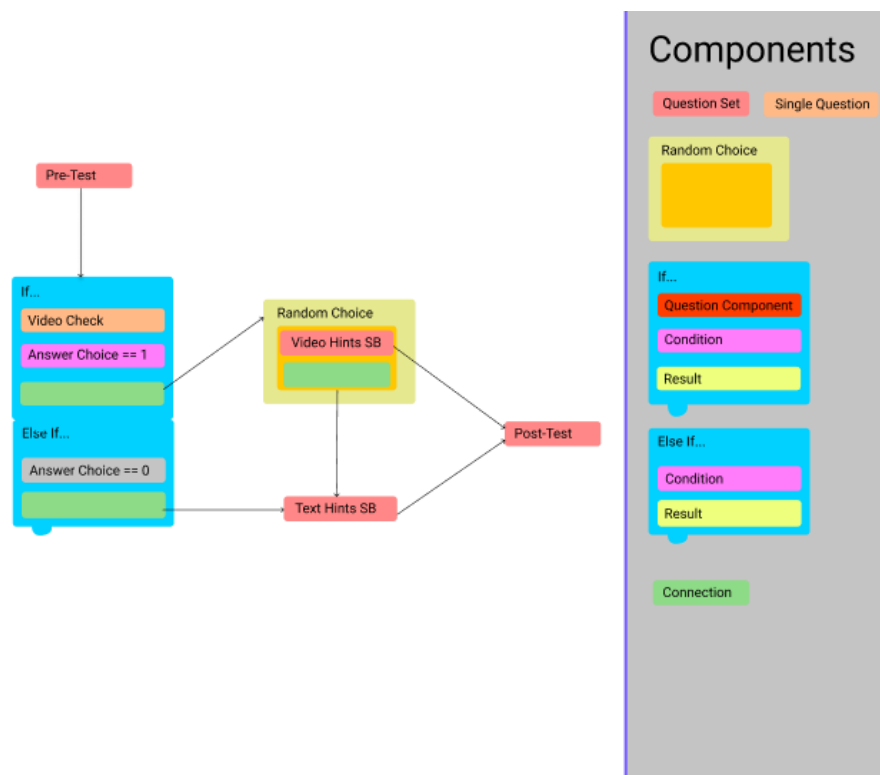 Pre-Test
If...
Video Check
Answer Choice == 1
Else If...
Answer Choice == 0
Random Choice
Video Hints SB
Text Hints SB
Post-Test
Components
Question Set
Single Question
Random Choice
If...
Question Component
Condition
Result
Else If...
Condition
Result
Connection